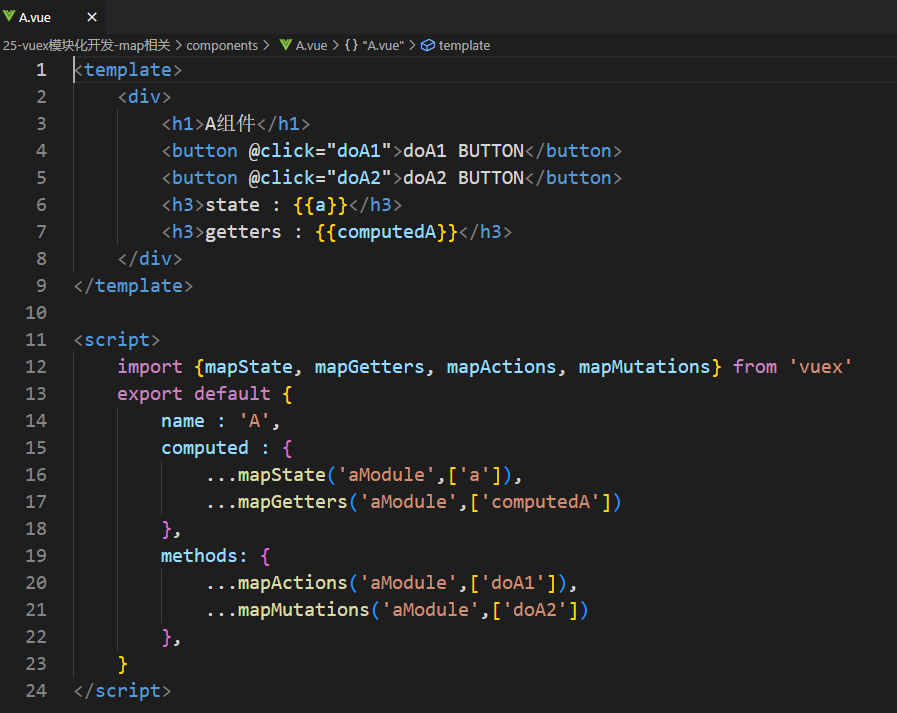 A.vue
25-vuex模块化开发-map相关 > components > A.vue > {} "A.vue" > template
1 <template>
2     <div>
3         <h1>A组件</h1>
4         <button @click="doA1">doA1 BUTTON</button>
5         <button @click="doA2">doA2 BUTTON</button>
6         <h3>state : {{a}}</h3>
7         <h3>getters : {{computedA}}</h3>
8     </div>
9 </template>
10
11 <script>
12     import {mapState, mapGetters, mapActions, mapMutations} from 'vuex'
13     export default {
14         name : 'A',
15         computed : {
16             ...mapState('aModule',['a']),
17             ...mapGetters('aModule',['computedA'])
18         },
19         methods: {
20             ...mapActions('aModule',['doA1']),
21             ...mapMutations('aModule',['doA2'])
22         },
23     }
24 </script>